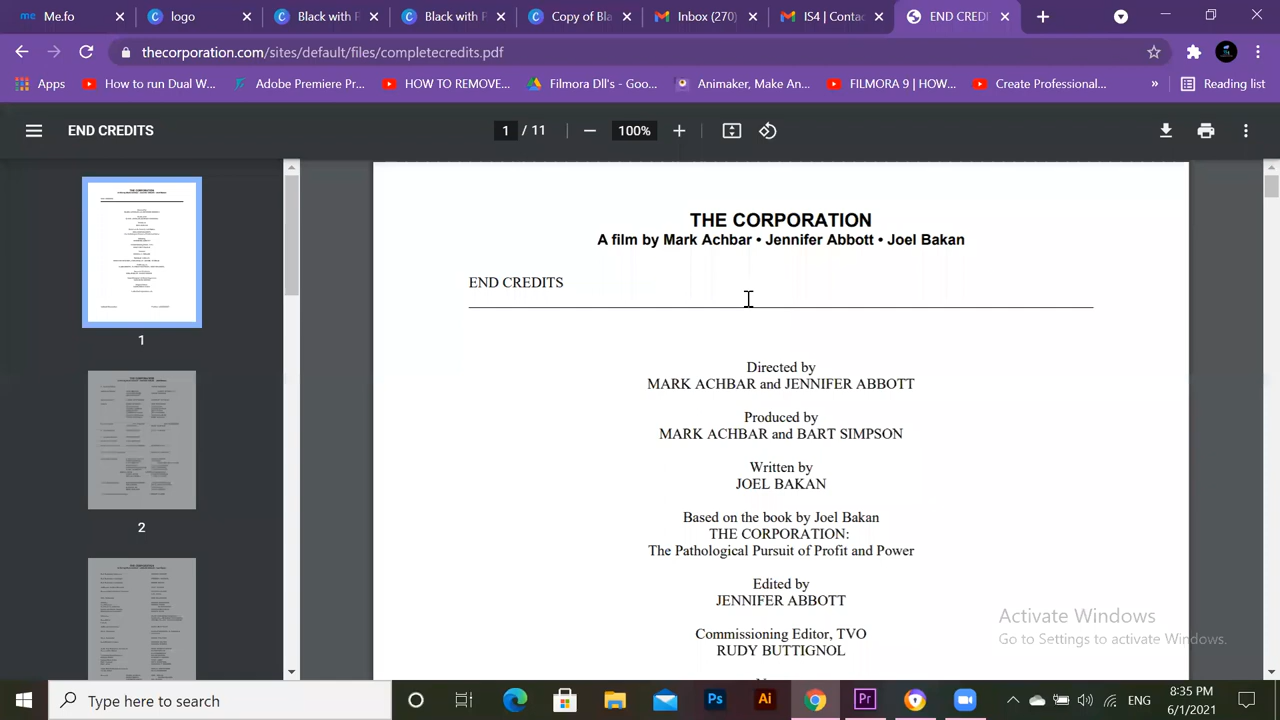 Me.fo
logo
Black with F
Black with F
Copy of Bla
Inbox (270)
IS4 | Conta
END CREDI
thecorporation.com/sites/default/files/completecredits.pdf
Apps
How to run Dual W...
Adobe Premiere Pr...
HOW TO REMOVE...
Filmora Dll's - Goo...
Animaker, Make An...
FILMORA 9 | HOW...
Create Professional...
»
Reading list
END CREDITS
1 / 11
100%
1
2
THE CORPORATION
A film by Mark Achbar • Jennifer Abbott • Joel Bakan
END CREDITS
Directed by
MARK ACHBAR and JENNIFER ABBOTT
Produced by
MARK ACHBAR and BART SIMPSON
Written by
JOEL BAKAN
Based on the book by Joel Bakan
THE CORPORATION:
The Pathological Pursuit of Profit and Power
Edited by
JENNIFER ABBOTT
Commissioning Editor, TVO
RUDY BUTTIGNOL
Activate Windows
Go to Settings to activate Windows.
Type here to search
ENG
8:35 PM
6/1/2021